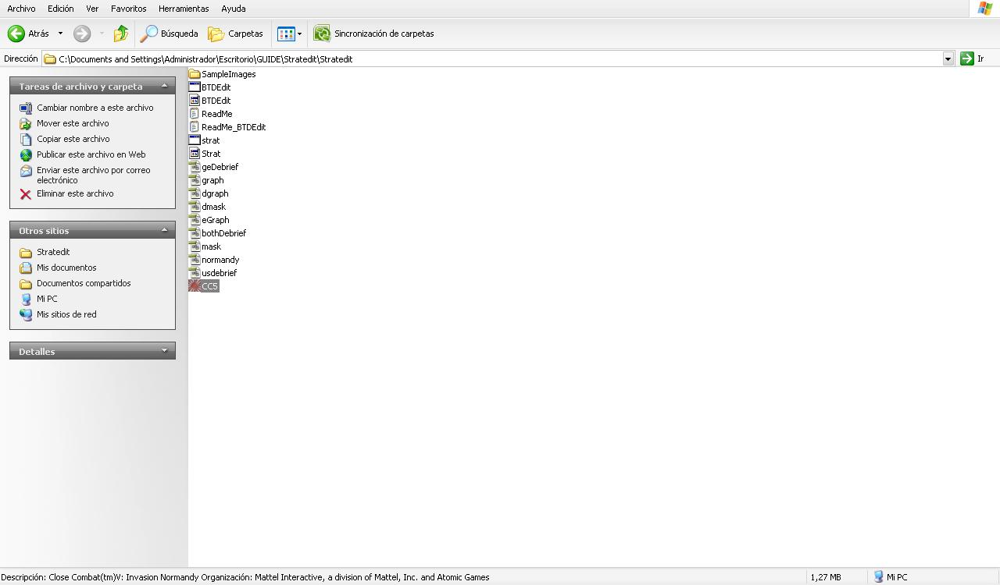 Archivo Edición Ver Favoritos Herramientas Ayuda
Atrás Búsqueda Carpetas Sincronización de carpetas
Dirección C:\Documents and Settings\Administrador\Escritorio\GUIDE\Stratedit\Stratedit Ir
Tareas de archivo y carpeta
Cambiar nombre a este archivo
Mover este archivo
Copiar este archivo
Publicar este archivo en Web
Enviar este archivo por correo
electrónico
Eliminar este archivo
Otros sitios
Stratedit
Mis documentos
Documentos compartidos
Mi PC
Mis sitios de red
Detalles
SampleImages
BTDEdit
BTDEdit
ReadMe
ReadMe_BTDEdit
strat
Strat
geDebrief
graph
dgraph
dmask
eGraph
bothDebrief
mask
normandy
usdebrief
CC5
Descripción: Close Combat(tm)V: Invasion Normandy Organización: Mattel Interactive, a division of Mattel, Inc. and Atomic Games 1,27 MB Mi PC